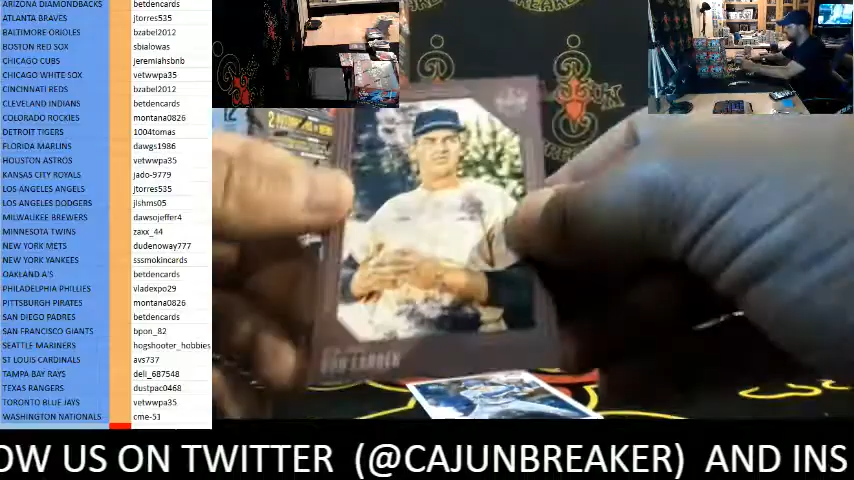 ARIZONA DIAMONDBACKS betdencards
ATLANTA BRAVES jtorres535
BALTIMORE ORIOLES bzabel2012
BOSTON RED SOX sbialowas
CHICAGO CUBS jeremiahsbnb
CHICAGO WHITE SOX vetwwpa35
CINCINNATI REDS bzabel2012
CLEVELAND INDIANS betdencards
COLORADO ROCKIES montana0826
DETROIT TIGERS 1004tomas
FLORIDA MARLINS dawgs1986
HOUSTON ASTROS vetwwpa35
KANSAS CITY ROYALS jado-9779
LOS ANGELES ANGELS jtorres535
LOS ANGELES DODGERS jlshms05
MILWAUKEE BREWERS dawsojeffer4
MINNESOTA TWINS zaxx_44
NEW YORK METS dudenoway777
NEW YORK YANKEES sssmokincards
OAKLAND A'S betdencards
PHILADELPHIA PHILLIES vladexpo29
PITTSBURGH PIRATES montana0826
SAN DIEGO PADRES betdencards
SAN FRANCISCO GIANTS bpon_82
SEATTLE MARINERS hogshooter_hobbies
ST LOUIS CARDINALS avs737
TAMPA BAY RAYS deli_687548
TEXAS RANGERS dustpac0468
TORONTO BLUE JAYS vetwwpa35
WASHINGTON NATIONALS cme-51
OW US ON TWITTER (@CAJUNBREAKER) AND INS